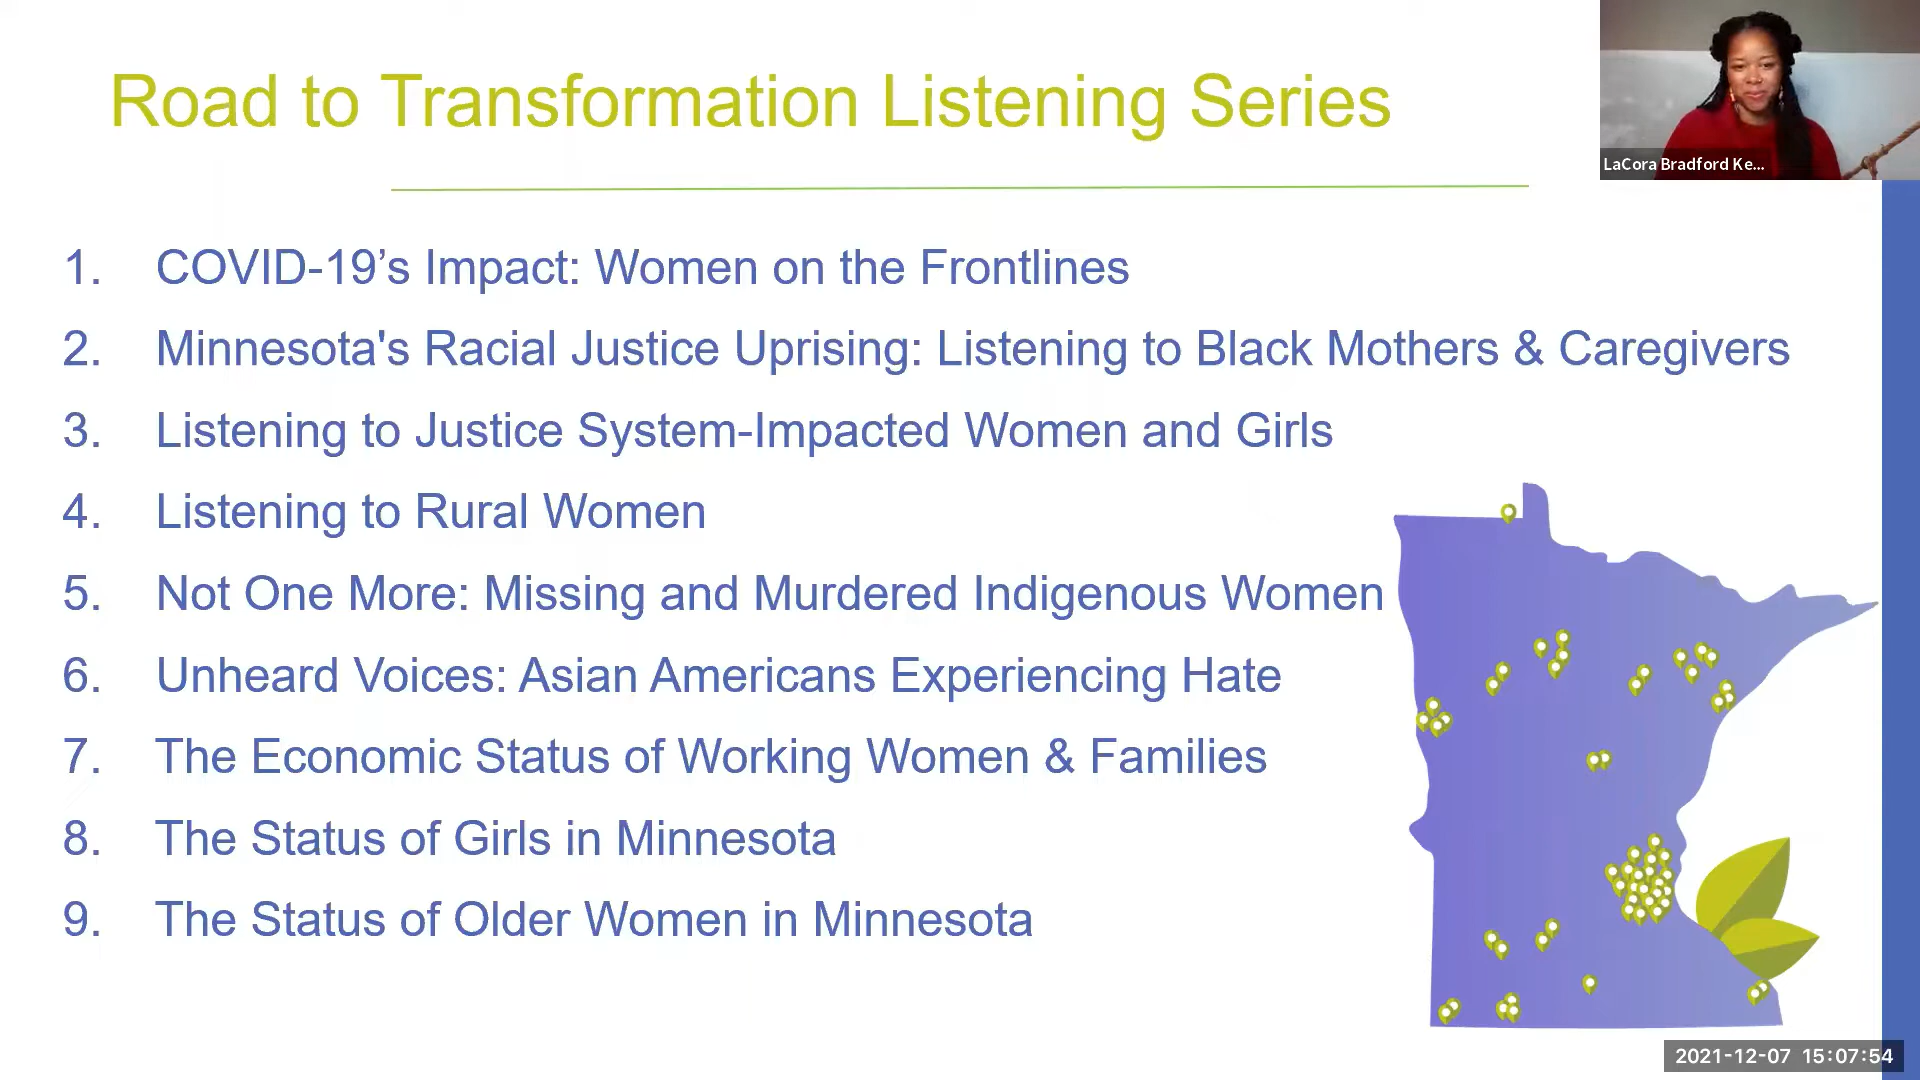 Road to Transformation Listening Series
LaCora Bradford Ke...
1. COVID-19’s Impact: Women on the Frontlines
2. Minnesota's Racial Justice Uprising: Listening to Black Mothers & Caregivers
3. Listening to Justice System-Impacted Women and Girls
4. Listening to Rural Women
5. Not One More: Missing and Murdered Indigenous Women
6. Unheard Voices: Asian Americans Experiencing Hate
7. The Economic Status of Working Women & Families
8. The Status of Girls in Minnesota
9. The Status of Older Women in Minnesota
2021-12-07 15:07:54